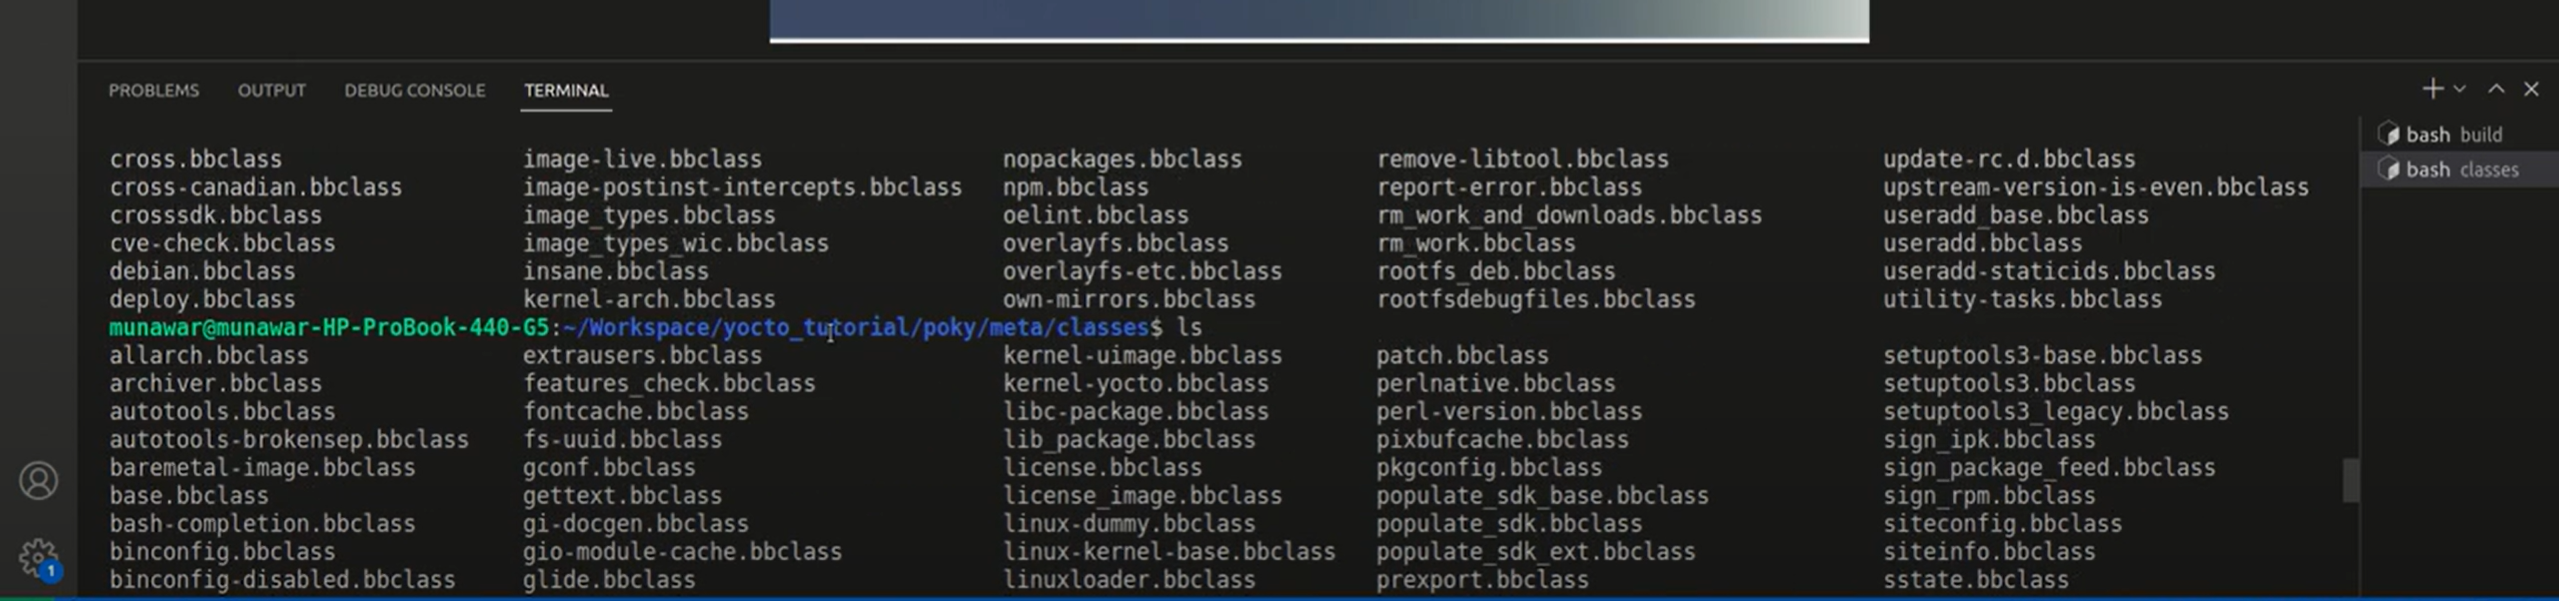 PROBLEMS OUTPUT DEBUG CONSOLE TERMINAL
bash build
bash classes
cross.bbclass image-live.bbclass nopackages.bbclass remove-libtool.bbclass update-rc.d.bbclass
cross-canadian.bbclass image-postinst-intercepts.bbclass npm.bbclass report-error.bbclass upstream-version-is-even.bbclass
crosssdk.bbclass image_types.bbclass oelint.bbclass rm_work_and_downloads.bbclass useradd_base.bbclass
cve-check.bbclass image_types_wic.bbclass overlayfs.bbclass rm_work.bbclass useradd.bbclass
debian.bbclass insane.bbclass overlayfs-etc.bbclass rootfs_deb.bbclass useradd-staticids.bbclass
deploy.bbclass kernel-arch.bbclass own-mirrors.bbclass rootfsdebugfiles.bbclass utility-tasks.bbclass
munawar@munawar-HP-ProBook-440-G5:~/Workspace/yocto_tutorial/poky/meta/classes$ ls
allarch.bbclass extrausers.bbclass kernel-uimage.bbclass patch.bbclass setuptools3-base.bbclass
archiver.bbclass features_check.bbclass kernel-yocto.bbclass perlnative.bbclass setuptools3.bbclass
autotools.bbclass fontcache.bbclass libc-package.bbclass perl-version.bbclass setuptools3_legacy.bbclass
autotools-brokensep.bbclass fs-uuid.bbclass lib_package.bbclass pixbufcache.bbclass sign_ipk.bbclass
baremetal-image.bbclass gconf.bbclass license.bbclass pkgconfig.bbclass sign_package_feed.bbclass
base.bbclass gettext.bbclass license_image.bbclass populate_sdk_base.bbclass sign_rpm.bbclass
bash-completion.bbclass gi-docgen.bbclass linux-dummy.bbclass populate_sdk.bbclass siteconfig.bbclass
binconfig.bbclass gio-module-cache.bbclass linux-kernel-base.bbclass populate_sdk_ext.bbclass siteinfo.bbclass
binconfig-disabled.bbclass glide.bbclass linuxloader.bbclass prexport.bbclass sstate.bbclass
1